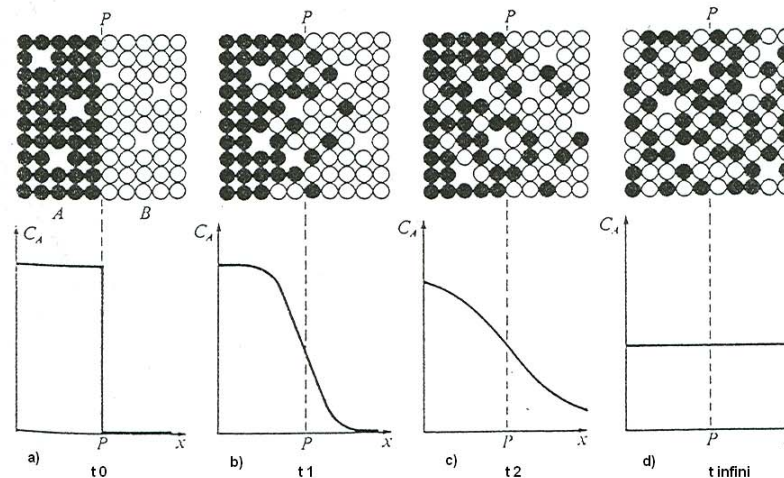 P P P P
A B
C_A C_A C_A C_A
P x P x P x P
a) b) c) d)
t 0 t 1 t 2 t infini